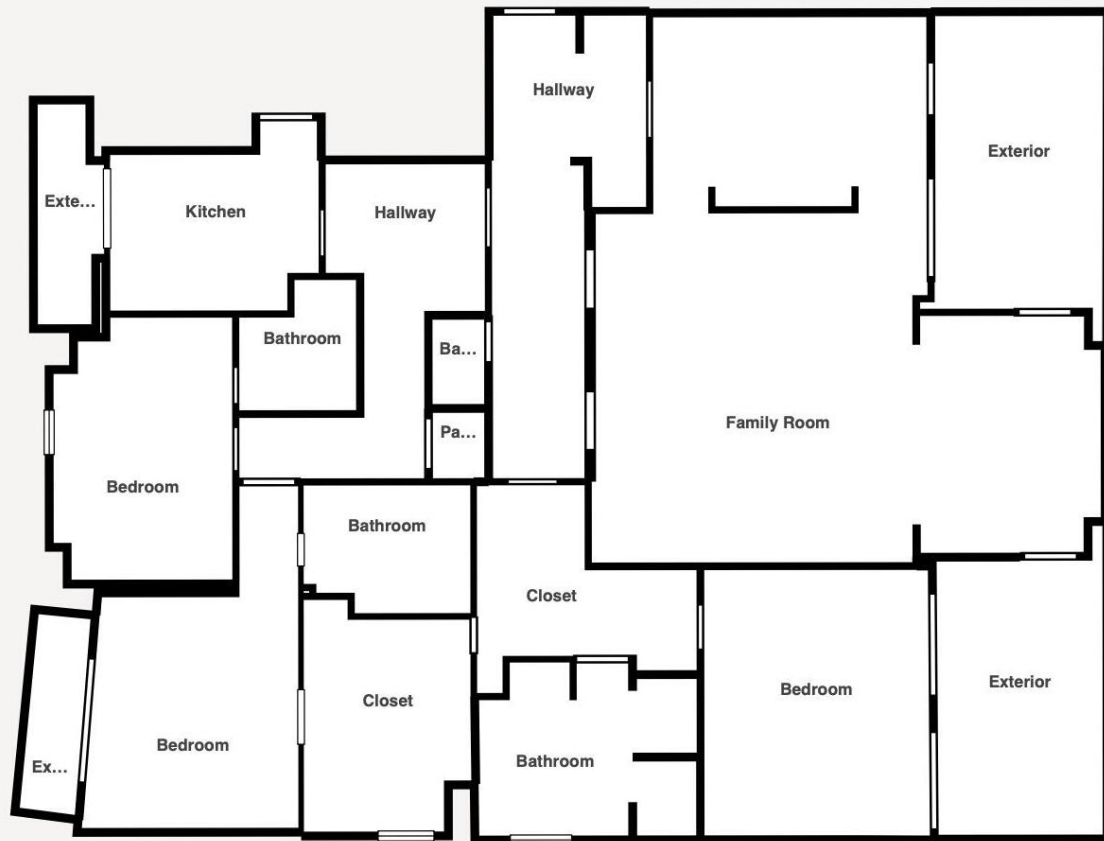 Hallway
Exterior
Exte...
Kitchen
Hallway
Bathroom
Ba...
Family Room
Pa...
Bedroom
Bathroom
Closet
Bedroom
Exterior
Closet
Bedroom
Bathroom
Ex...